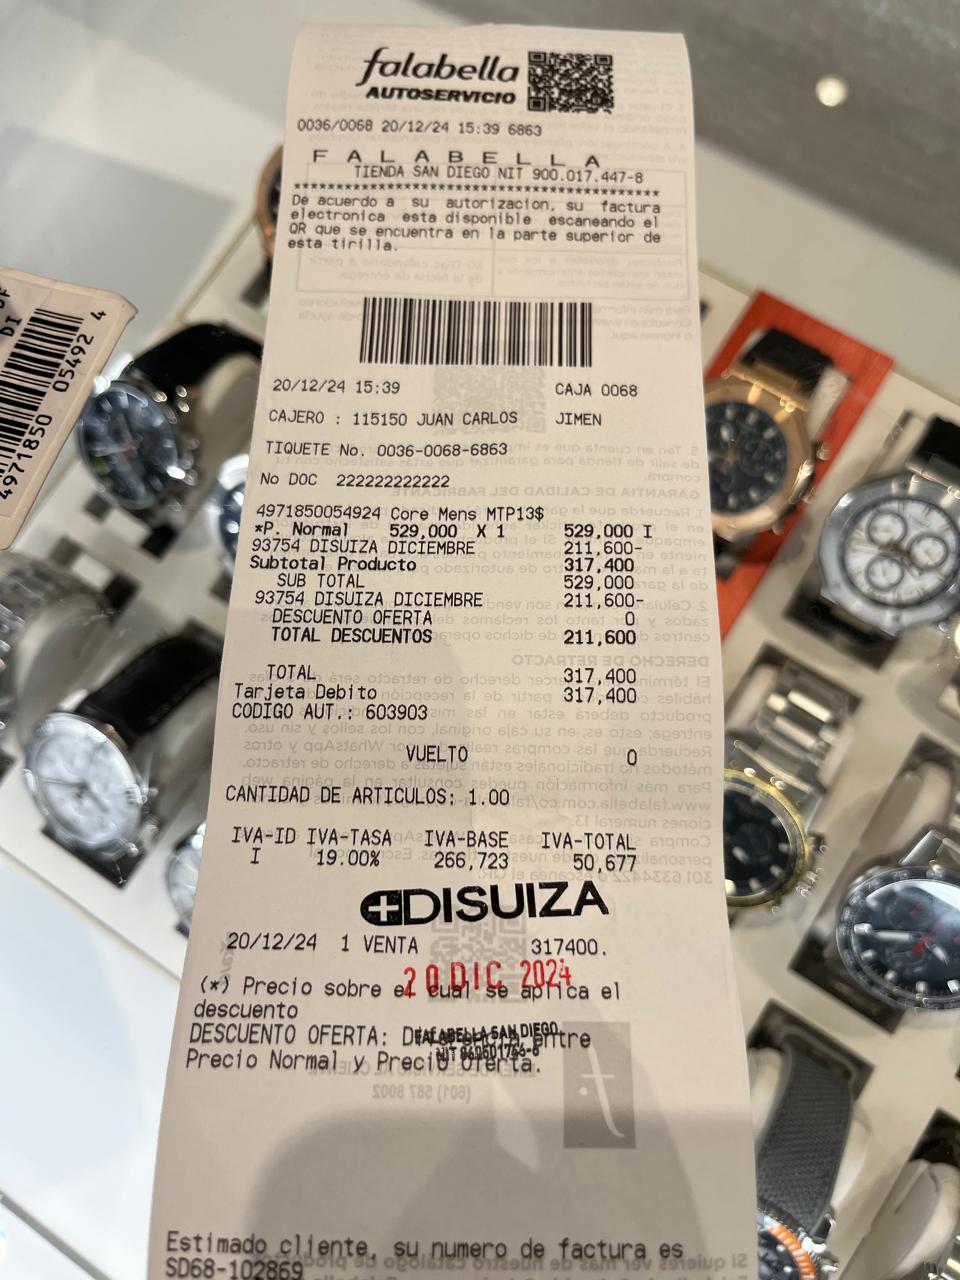 falabella
AUTOSERVICIO
0036/0068 20/12/24 15:39 6863
F A L A B E L L A
TIENDA SAN DIEGO NIT 900.017.447-8
****************************************************
De acuerdo a su autorizacion, su factura
electronica esta disponible escaneando el
QR que se encuentra en la parte superior de
esta tirilla.
20/12/24 15:39 CAJA 0068
CAJERO : 115150 JUAN CARLOS JIMEN
TIQUETE No. 0036-0068-6863
No DOC 222222222222
4971850054924 Core Mens MTP13$
*P. Normal 529,000 X 1 529,000 I
93754 DISUIZA DICIEMBRE 211,600-
Subtotal Producto 317,400
SUB TOTAL 529,000
93754 DISUIZA DICIEMBRE 211,600-
DESCUENTO OFERTA 0
TOTAL DESCUENTOS 211,600
TOTAL 317,400
Tarjeta Debito 317,400
CODIGO AUT.: 603903
VUELTO 0
CANTIDAD DE ARTICULOS: 1.00
IVA-ID IVA-TASA IVA-BASE IVA-TOTAL
I 19.00% 266,723 50,677
DISUIZA
20/12/24 1 VENTA 317400.
20 DIC 2024
(*) Precio sobre el cual se aplica el
descuento
DESCUENTO OFERTA: entre
Precio Normal y Precio Oferta.
FALABELLA SAN DIEGO
NIT
Estimado cliente, su numero de factura es
SD68-102869
4971850 05492 4
DI